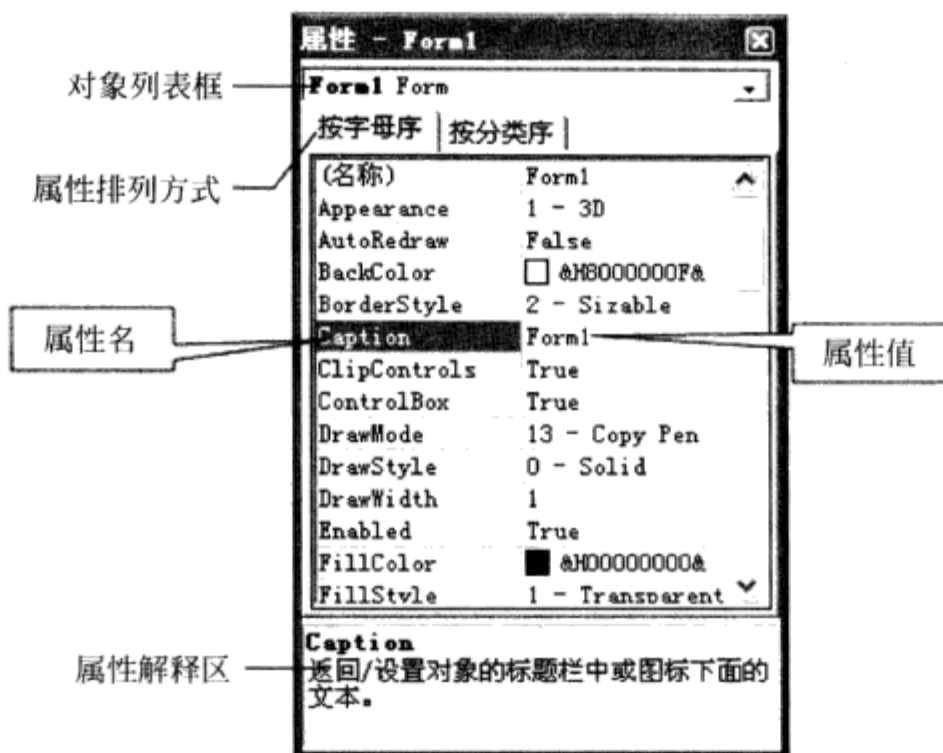 属性 - Form1
对象列表框
Form1 Form
按字母序 按分类序
属性排列方式
(名称) Form1
Appearance 1 - 3D
AutoRedraw False
BackColor &H8000000F&
BorderStyle 2 - Sizable
属性名
Caption Form1
属性值
ClipControls True
ControlBox True
DrawMode 13 - Copy Pen
DrawStyle 0 - Solid
DrawWidth 1
Enabled True
FillColor &H00000000&
FillStyle 1 - Transparent
属性解释区
Caption
返回/设置对象的标题栏中或图标下面的
文本。